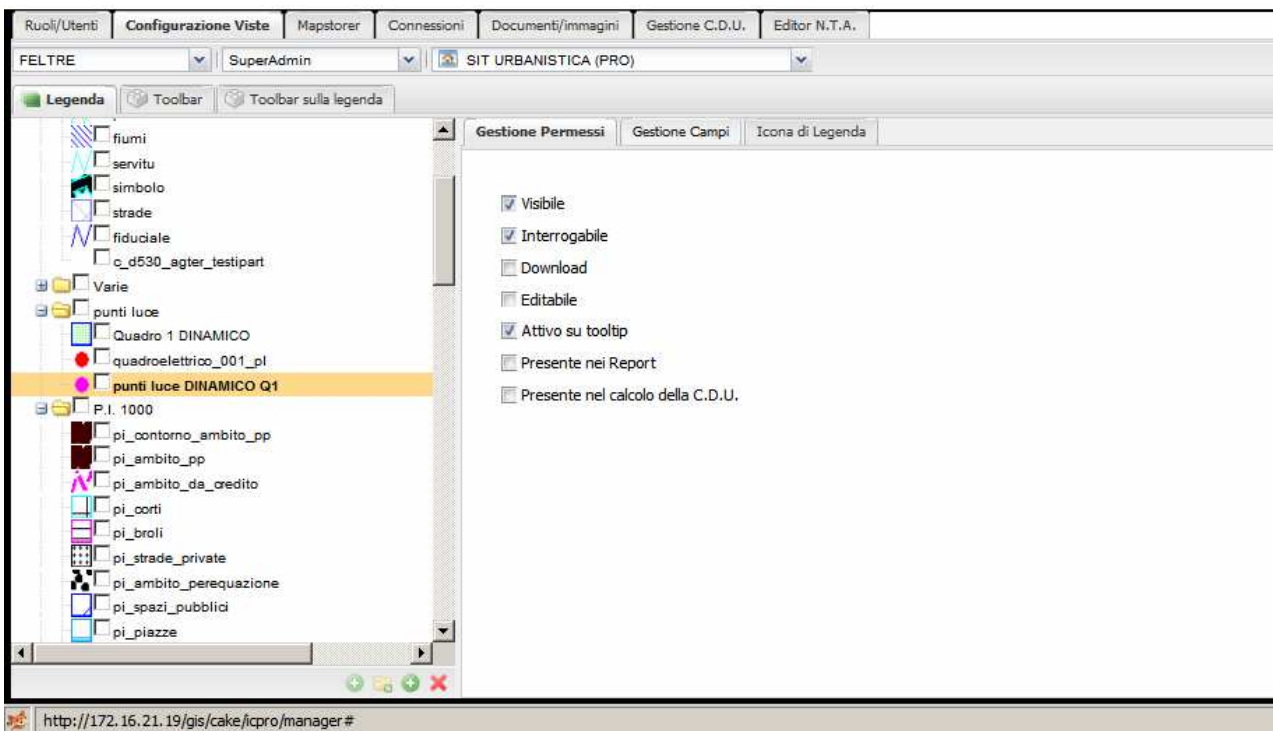 Ruoli/Utenti Configurazione Viste Mapstorer Connessioni Documenti/immagini Gestione C.D.U. Editor N.T.A.
FELTRE SuperAdmin SIT URBANISTICA (PRO)
Legenda Toolbar Toolbar sulla legenda
fiumi
servitu
simbolo
strade
fiduciale
c_d530_agter_testipart
Varie
punti luce
Quadro 1 DINAMICO
quadroelettrico_001_pl
punti luce DINAMICO Q1
P.I. 1000
pi_contorno_ambito_pp
pi_ambito_pp
pi_ambito_da_credito
pi_corti
pi_broli
pi_strade_private
pi_ambito_perequazione
pi_spazi_pubblici
pi_piazze
Gestione Permessi Gestione Campi Icona di Legenda
Visibile
Interrogabile
Download
Editabile
Attivo su tooltip
Presente nei Report
Presente nel calcolo della C.D.U.
http://172.16.21.19/gis/cake/icpro/manager#